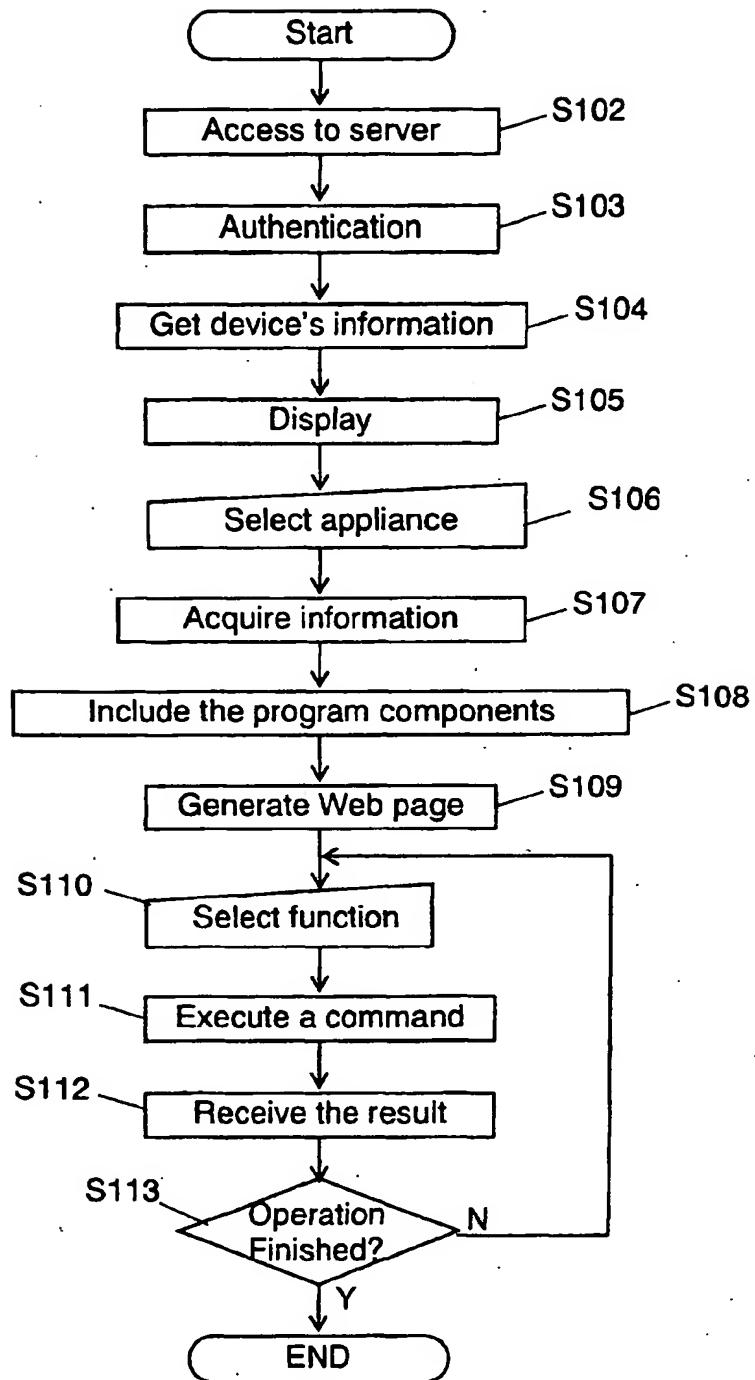 Start
Access to server
S102
Authentication
S103
Get device's information
S104
Display
S105
Select appliance
S106
Acquire information
S107
Include the program components
S108
Generate Web page
S109
S110
Select function
S111
Execute a command
S112
Receive the result
S113
Operation
Finished?
N
Y
END